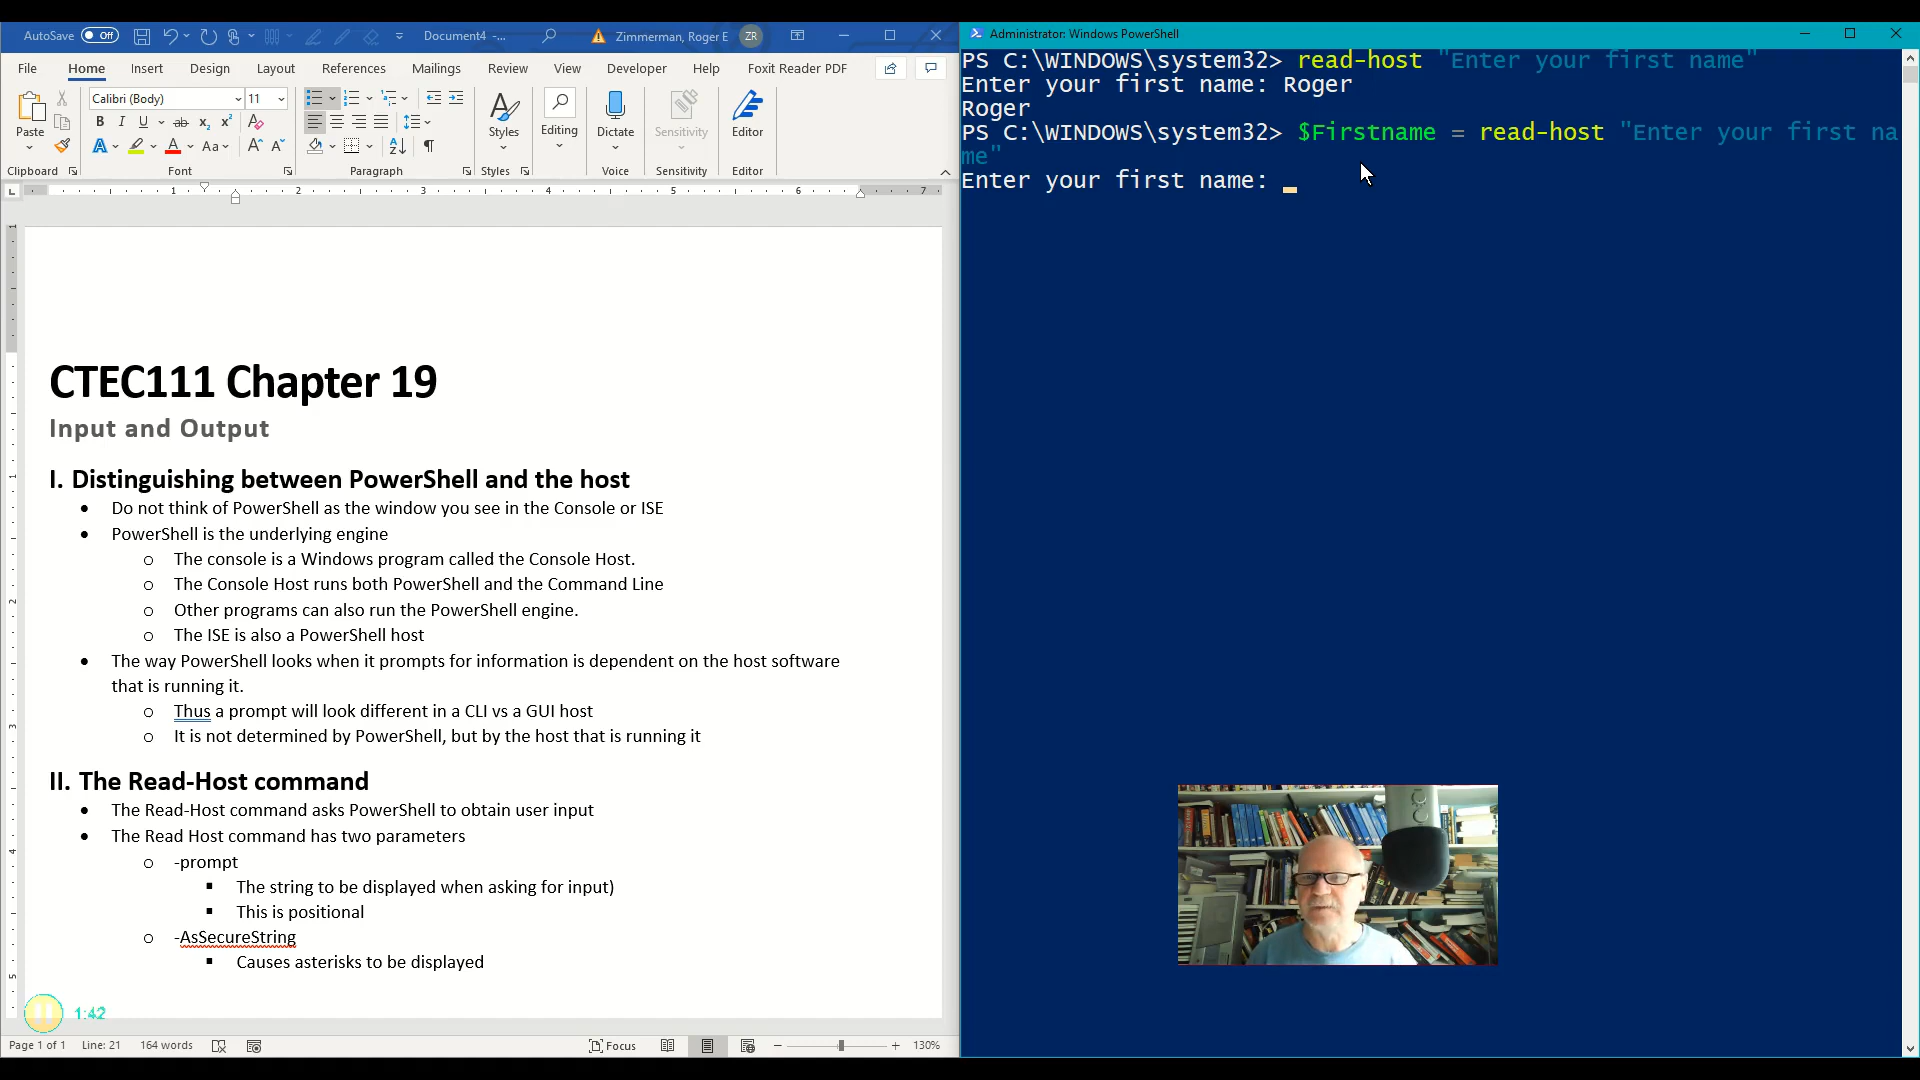 AutoSave Off Document4 -... Zimmerman, Roger E ZR
File Home Insert Design Layout References Mailings Review View Developer Help Foxit Reader PDF
Calibri (Body) 11
Paste Styles Editing Dictate Sensitivity Editor
B I U ab x2 x2
A A Aa A A
Clipboard Font Paragraph Styles Voice Sensitivity Editor
1 2 3 4 5 6 7
CTEC111 Chapter 19
Input and Output
I. Distinguishing between PowerShell and the host
• Do not think of PowerShell as the window you see in the Console or ISE
• PowerShell is the underlying engine
o The console is a Windows program called the Console Host.
o The Console Host runs both PowerShell and the Command Line
o Other programs can also run the PowerShell engine.
o The ISE is also a PowerShell host
• The way PowerShell looks when it prompts for information is dependent on the host software
that is running it.
o Thus a prompt will look different in a CLI vs a GUI host
o It is not determined by PowerShell, but by the host that is running it
II. The Read-Host command
• The Read-Host command asks PowerShell to obtain user input
• The Read Host command has two parameters
o -prompt
▪ The string to be displayed when asking for input)
▪ This is positional
o -AsSecureString
▪ Causes asterisks to be displayed
1:42
Page 1 of 1 Line: 21 164 words Focus 130%
Administrator: Windows PowerShell
PS C:\WINDOWS\system32> read-host "Enter your first name"
Enter your first name: Roger
Roger
PS C:\WINDOWS\system32> $Firstname = read-host "Enter your first na
me"
Enter your first name: _